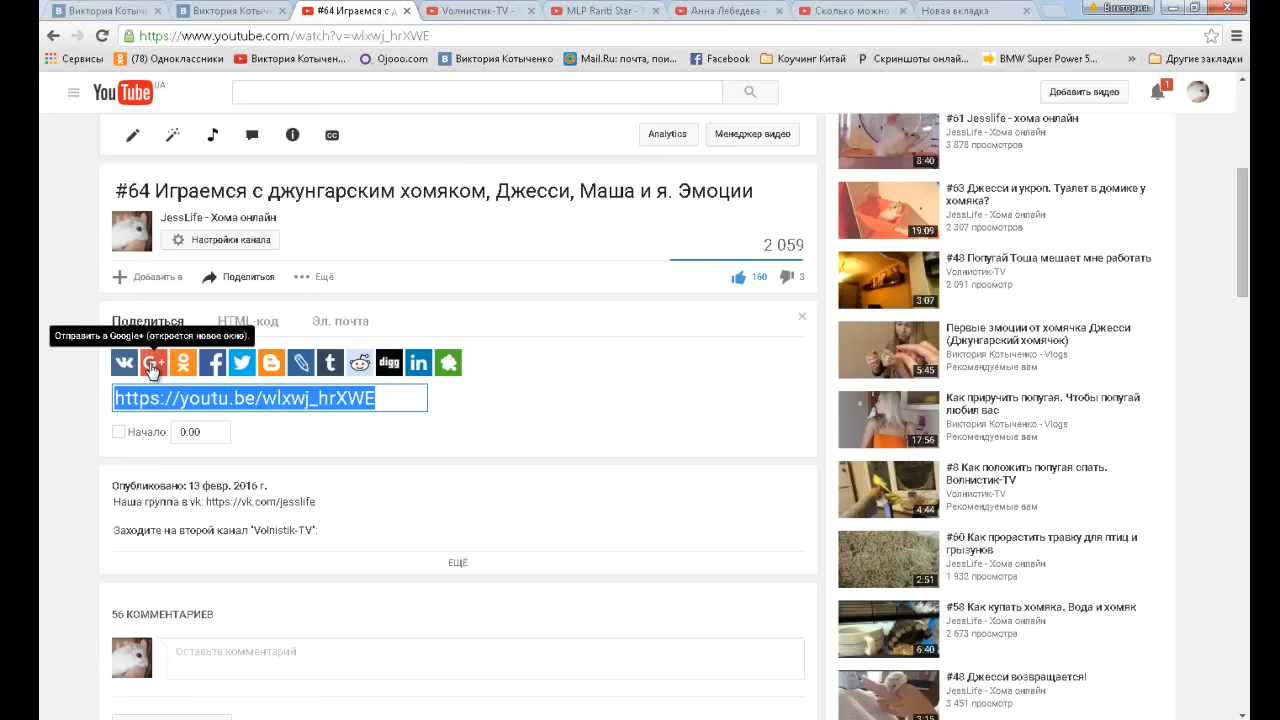 Виктория Котычен
Виктория Котычен
#64 Играемся с д
Волнистик-TV - Y
MLP Rariti Star -
Анна Лев
Сколько можно
Новая вкладка
Виктория
https://www.youtube.com/watch?v=wlxwj_hrXWE
Сервисы
(78) Одноклассники
Виктория Котычен...
Ojooo.com
Виктория Котыченко
Mail.Ru: почта, пои...
Facebook
Коучинг Китай
Скриншоты онлай...
BMW Super Power 5...
»
Другие закладки
YouTube UA
Добавить видео
1
Analytics
Менеджер видео
#64 Играемся с джунгарским хомяком, Джесси, Маша и я. Эмоции
JessLife - Хома онлайн
Настройки канала
2 059
Добавить в
Поделиться
Ещё
160
3
Поделиться
HTML-код
Эл. почта
Отправить в Google+ (откроется новое окно).
digg
https://youtu.be/wlxwj_hrXWE
Начало:
0:00
Опубликовано: 13 февр. 2016 г.
Наша группа в vk: https://vk.com/jesslife
Заходите на второй канал "Volnistik-TV":
ЕЩЁ
56 КОММЕНТАРИЕВ
Оставьте комментарий
#61 Jesslife - хома онлайн
JessLife - Хома онлайн
3 878 просмотров
8:40
#63 Джесси и укроп. Туалет в домике у
хомяка?
JessLife - Хома онлайн
2 307 просмотров
19:09
#48 Попугай Тоша мешает мне работать
Волнистик-TV
2 091 просмотр
3:07
Первые эмоции от хомячка Джесси
(Джунгарский хомячок)
Виктория Котыченко - Vlogs
Рекомендуемые вам
5:45
Как приручить попугая. Чтобы попугай
любил вас
Виктория Котыченко - Vlogs
Рекомендуемые вам
17:56
#8 Как положить попугая спать.
Волнистик-TV
Волнистик-TV
Рекомендуемые вам
4:44
#60 Как прорастить травку для птиц и
грызунов
JessLife - Хома онлайн
1 932 просмотра
2:51
#58 Как купать хомяка. Вода и хомяк
JessLife - Хома онлайн
2 673 просмотра
6:40
#48 Джесси возвращается!
JessLife - Хома онлайн
3 451 просмотр
3:15